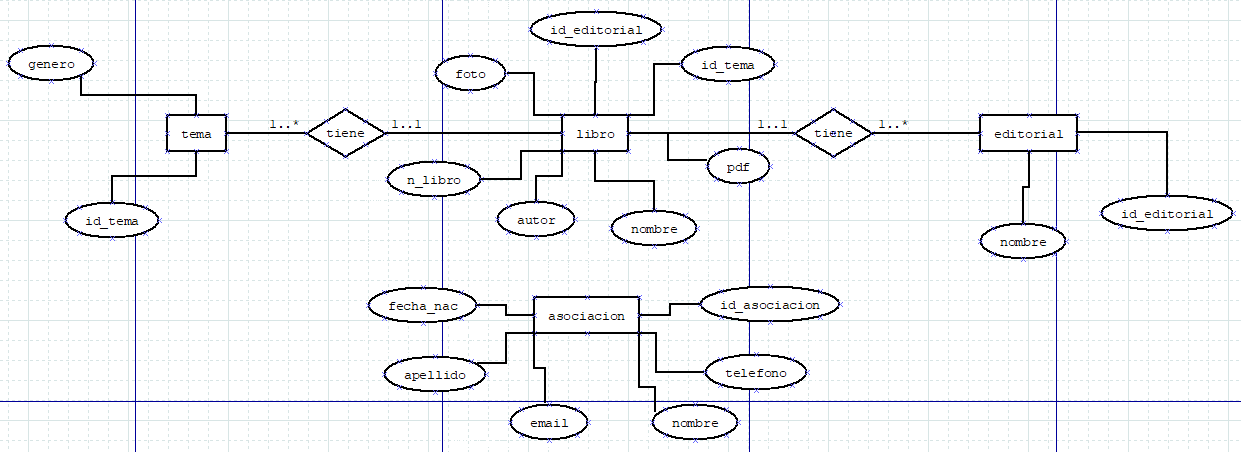 id_editorial
genero
foto
id_tema
tema
1..*
tiene
1..1
libro
1..1
tiene
1..*
editorial
pdf
n_libro
id_tema
autor
nombre
id_editorial
nombre
fecha_nac
asociacion
id_asociacion
apellido
telefono
email
nombre